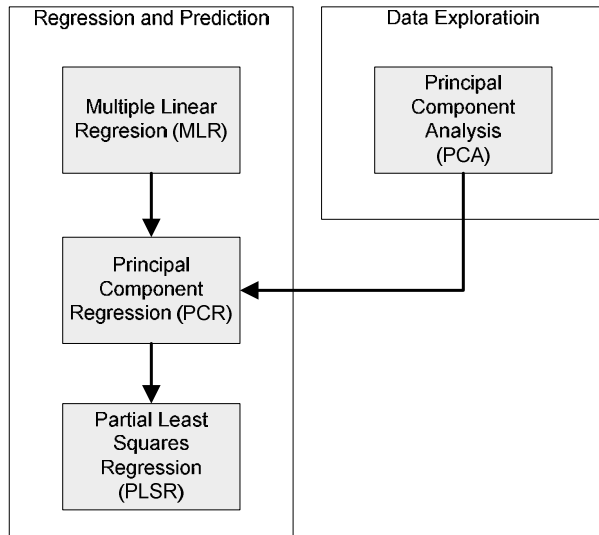 Regression and Prediction
Multiple Linear
Regresion (MLR)
Principal
Component
Regression (PCR)
Partial Least
Squares
Regression
(PLSR)
Data Exploratioin
Principal
Component
Analysis
(PCA)